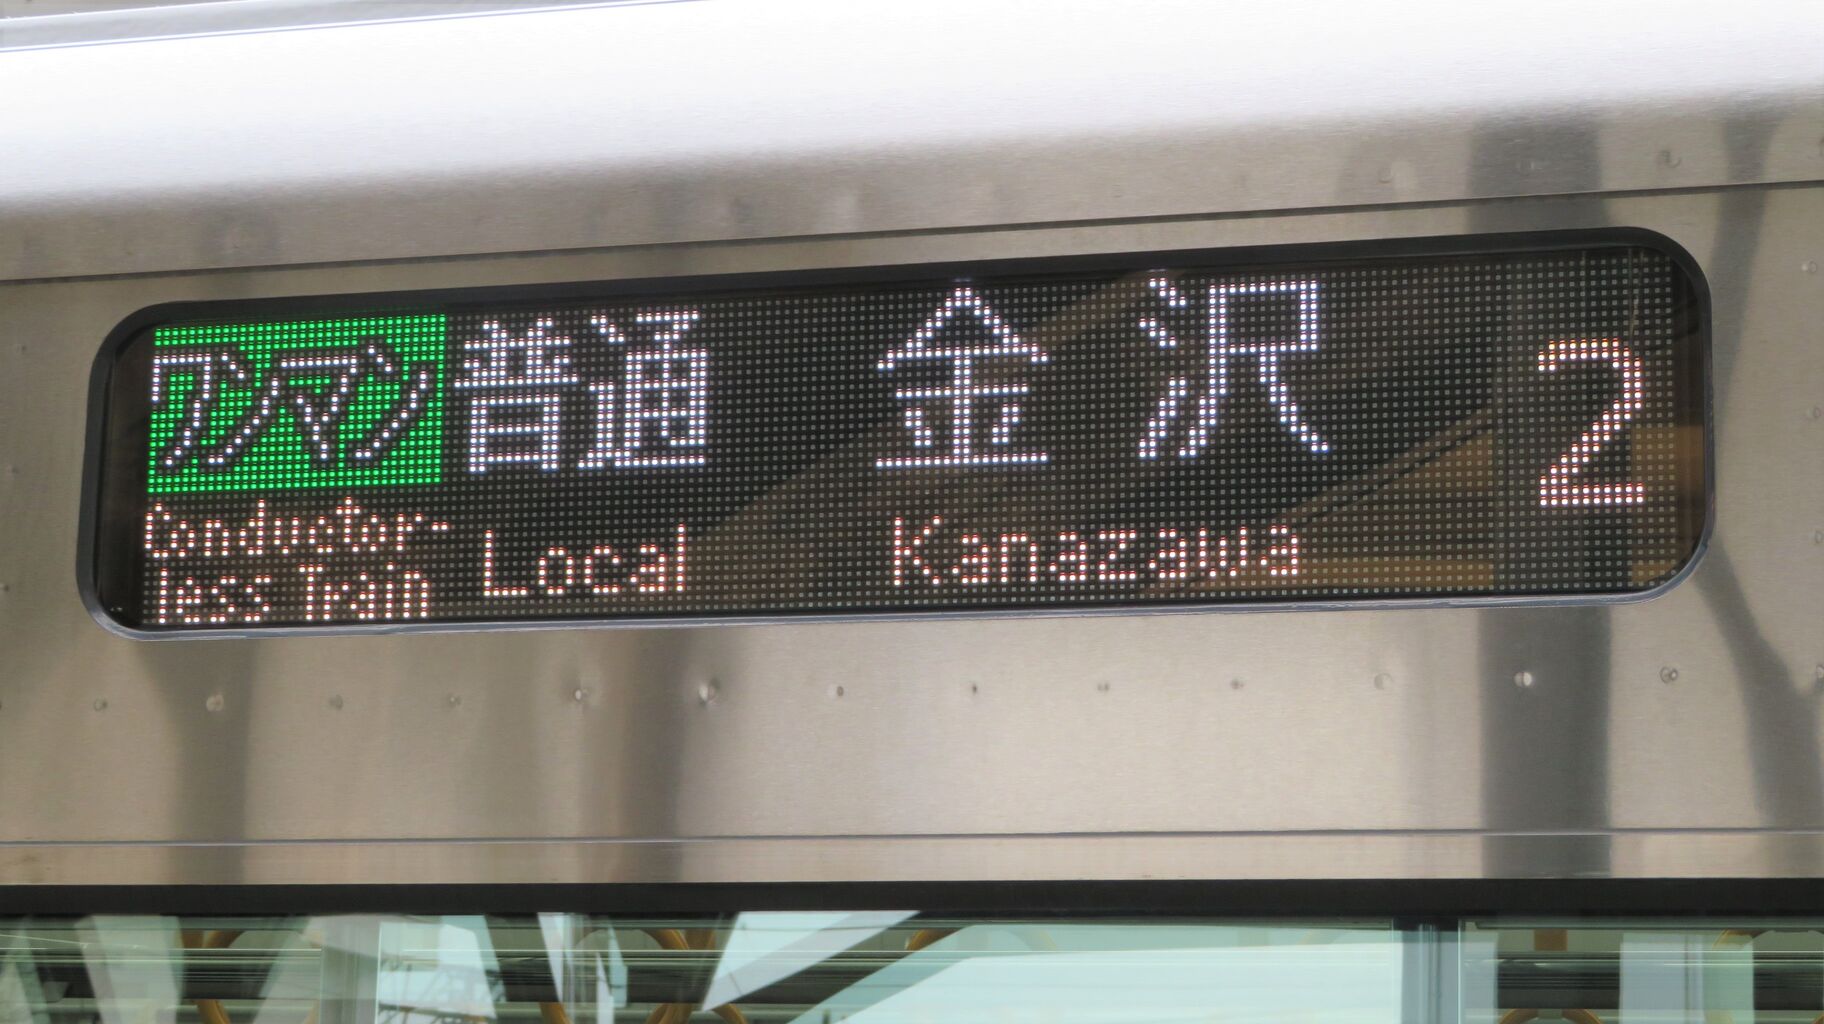 ワンマン 普通 金沢 2
Conductor- Local Kanazawa
less Train